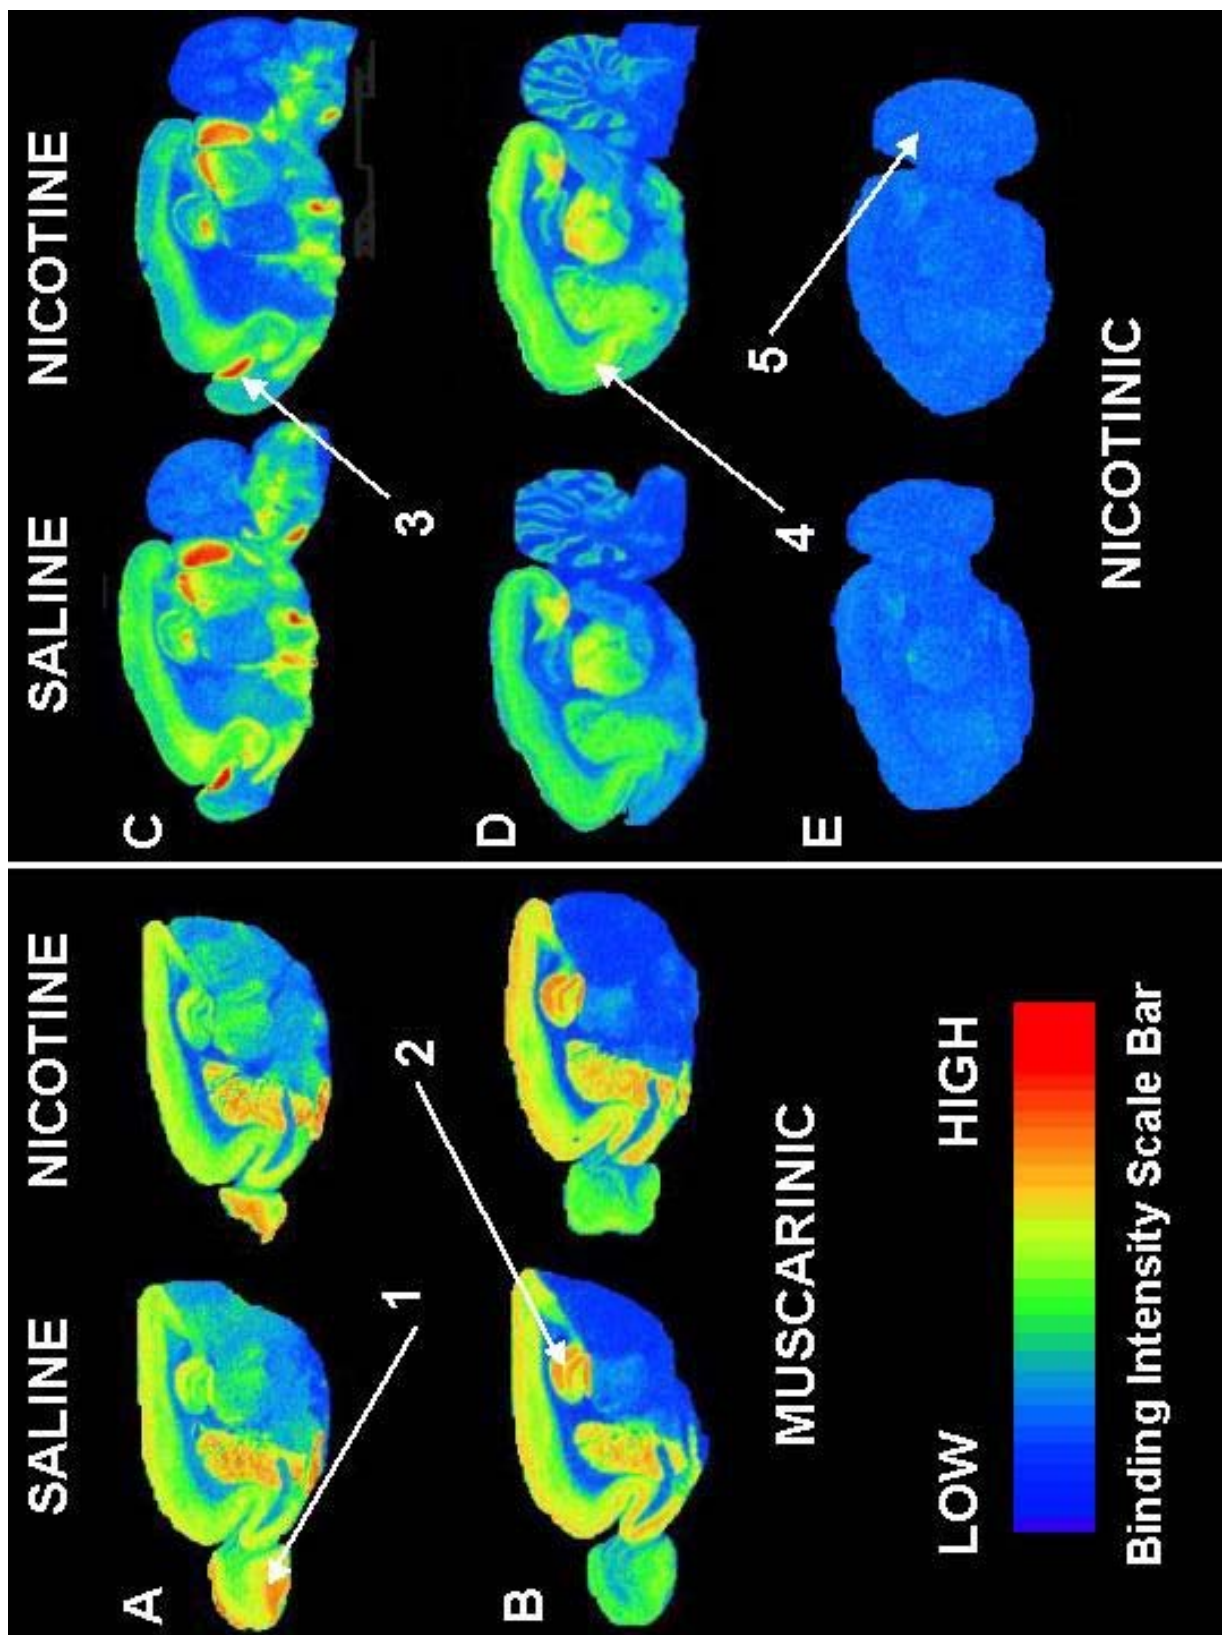 SALINE NICOTINE SALINE NICOTINE
A
C
1
2
3
B
D
4
5
E
MUSCARINIC
NICOTINIC
LOW HIGH
Binding Intensity Scale Bar